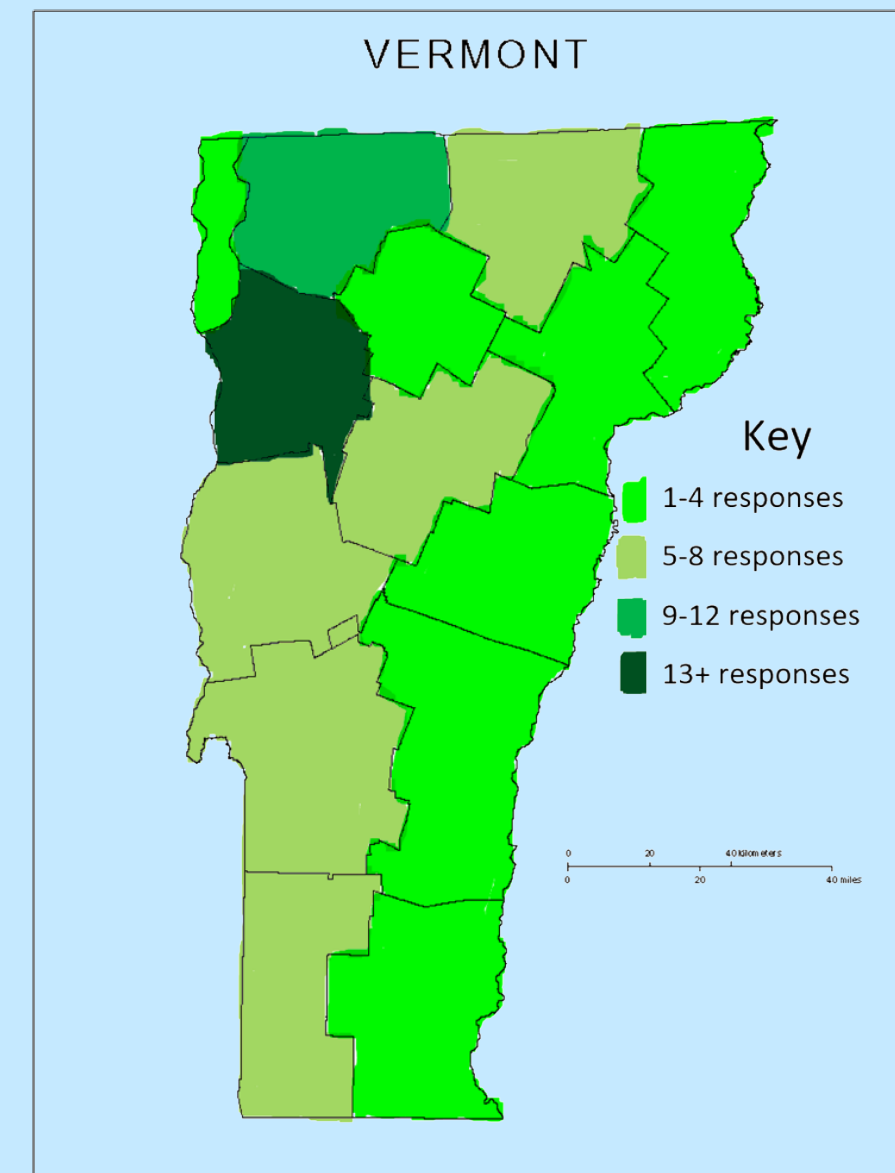 VERMONT
Key
1-4 responses
5-8 responses
9-12 responses
13+ responses
0 20 40 kilometers
0 20 40 miles